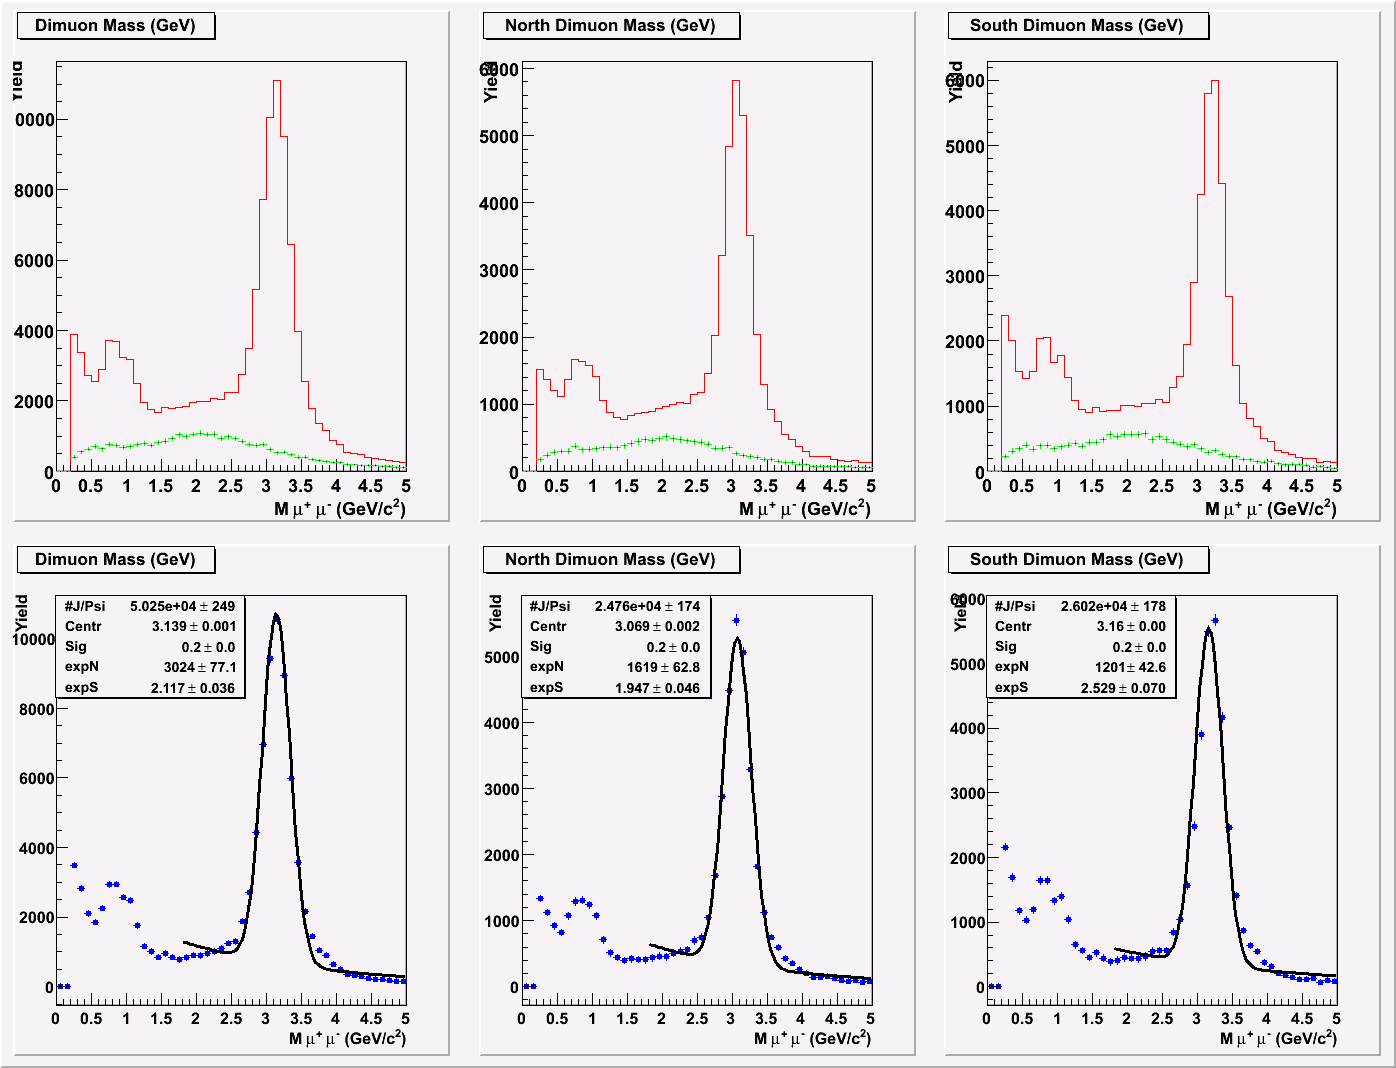 Dimuon Mass (GeV)
Yield
0000
8000
6000
4000
2000
0
0 0.5 1 1.5 2 2.5 3 3.5 4 4.5 5
M μ+ μ- (GeV/c2)
North Dimuon Mass (GeV)
Yield
6000
5000
4000
3000
2000
1000
0
0 0.5 1 1.5 2 2.5 3 3.5 4 4.5 5
M μ+ μ- (GeV/c2)
South Dimuon Mass (GeV)
Yield
6000
5000
4000
3000
2000
1000
0
0 0.5 1 1.5 2 2.5 3 3.5 4 4.5 5
M μ+ μ- (GeV/c2)
Dimuon Mass (GeV)
Yield
#J/Psi 5.025e+04 ± 249
Centr 3.139 ± 0.001
Sig 0.2 ± 0.0
expN 3024 ± 77.1
expS 2.117 ± 0.036
10000
8000
6000
4000
2000
0
0 0.5 1 1.5 2 2.5 3 3.5 4 4.5 5
M μ+ μ- (GeV/c2)
North Dimuon Mass (GeV)
Yield
#J/Psi 2.476e+04 ± 174
Centr 3.069 ± 0.002
Sig 0.2 ± 0.0
expN 1619 ± 62.8
expS 1.947 ± 0.046
5000
4000
3000
2000
1000
0
0 0.5 1 1.5 2 2.5 3 3.5 4 4.5 5
M μ+ μ- (GeV/c2)
South Dimuon Mass (GeV)
Yield
#J/Psi 2.602e+04 ± 178
Centr 3.16 ± 0.00
Sig 0.2 ± 0.0
expN 1201 ± 42.6
expS 2.529 ± 0.070
6000
5000
4000
3000
2000
1000
0
0 0.5 1 1.5 2 2.5 3 3.5 4 4.5 5
M μ+ μ- (GeV/c2)